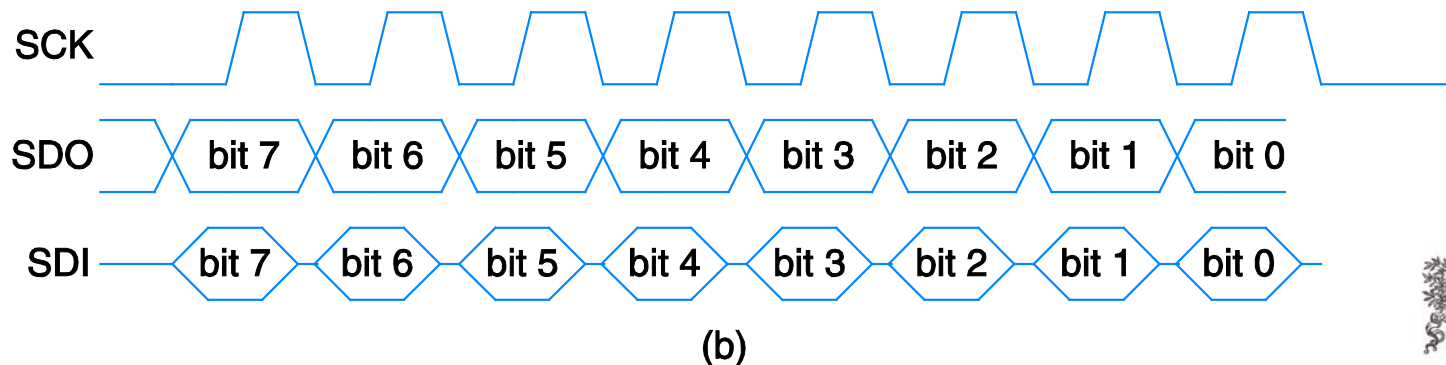 SCK
SDO bit 7 bit 6 bit 5 bit 4 bit 3 bit 2 bit 1 bit 0
SDI bit 7 bit 6 bit 5 bit 4 bit 3 bit 2 bit 1 bit 0
(b)